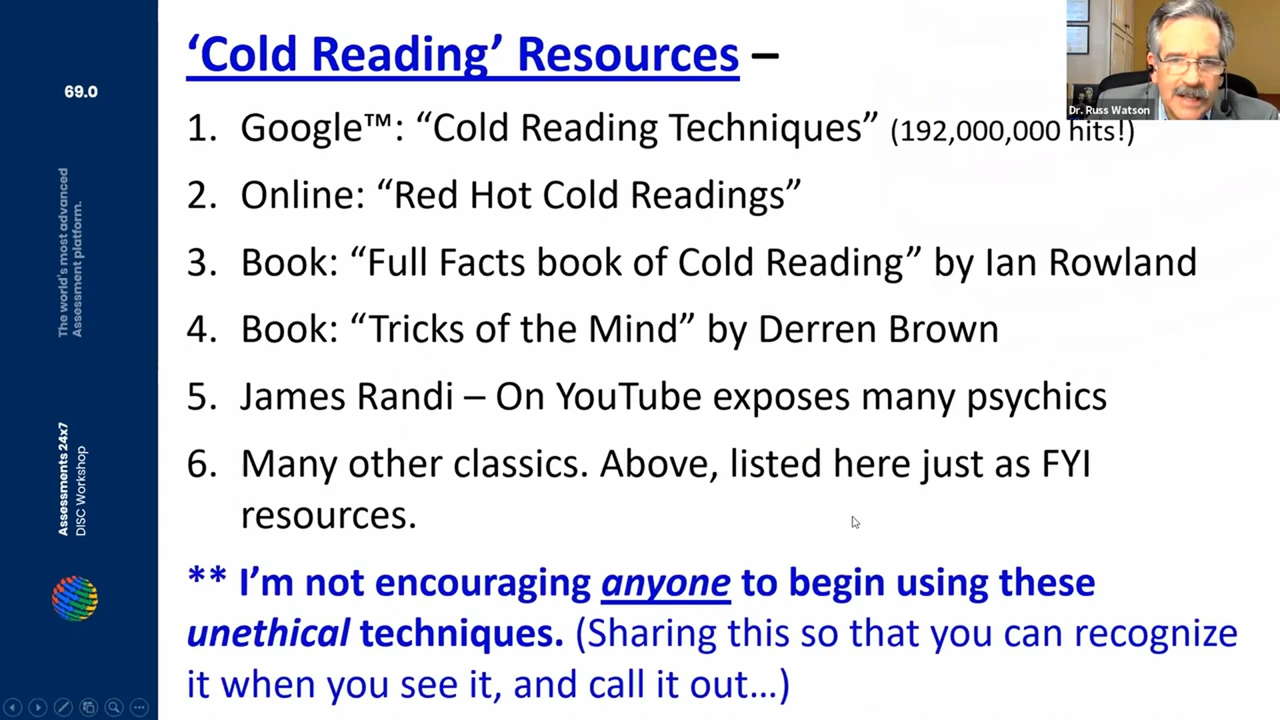 ‘Cold Reading’ Resources –
69.0
Dr. Russ Watson
1. Google™: “Cold Reading Techniques” (192,000,000 hits!)
2. Online: “Red Hot Cold Readings”
3. Book: “Full Facts book of Cold Reading” by Ian Rowland
4. Book: “Tricks of the Mind” by Derren Brown
5. James Randi – On YouTube exposes many psychics
6. Many other classics. Above, listed here just as FYI
resources.
** I’m not encouraging anyone to begin using these
unethical techniques. (Sharing this so that you can recognize
it when you see it, and call it out…)
The world's most advanced
Assessment platform.
Assessments 24x7
DISC Workshop